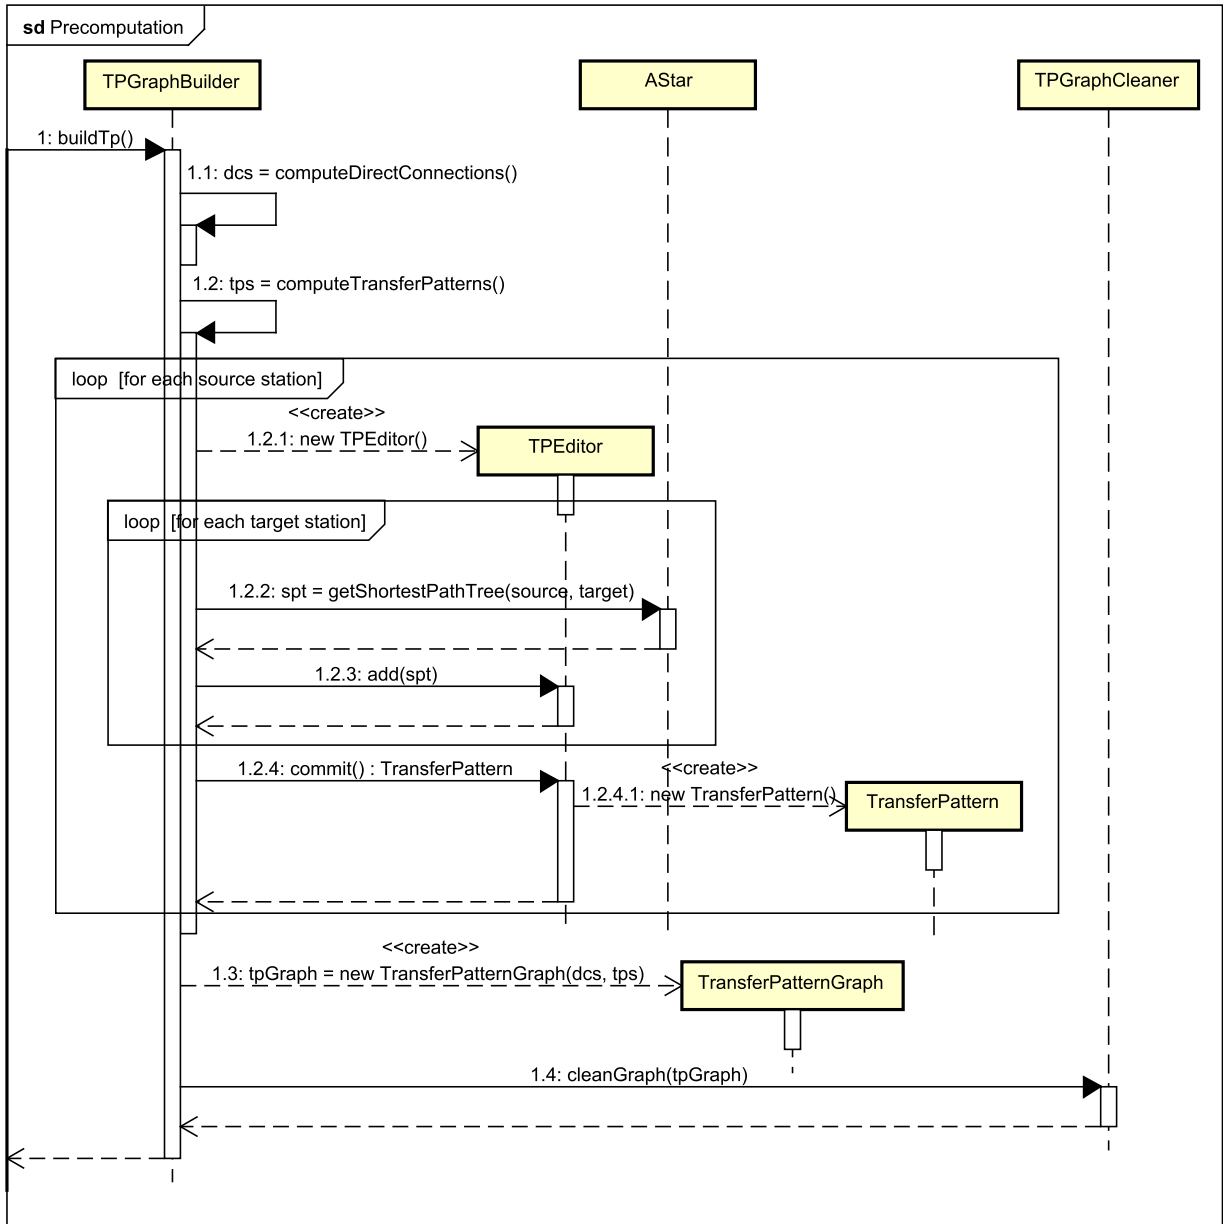 sd Precomputation
TPGraphBuilder
AStar
TPGraphCleaner
1: buildTp()
1.1: dcs = computeDirectConnections()
1.2: tps = computeTransferPatterns()
loop [for each source station]
<<create>>
1.2.1: new TPEditor()
TPEditor
loop [for each target station]
1.2.2: spt = getShortestPathTree(source, target)
1.2.3: add(spt)
1.2.4: commit() : TransferPattern
<<create>>
1.2.4.1: new TransferPattern()
TransferPattern
<<create>>
1.3: tpGraph = new TransferPatternGraph(dcs, tps)
TransferPatternGraph
1.4: cleanGraph(tpGraph)